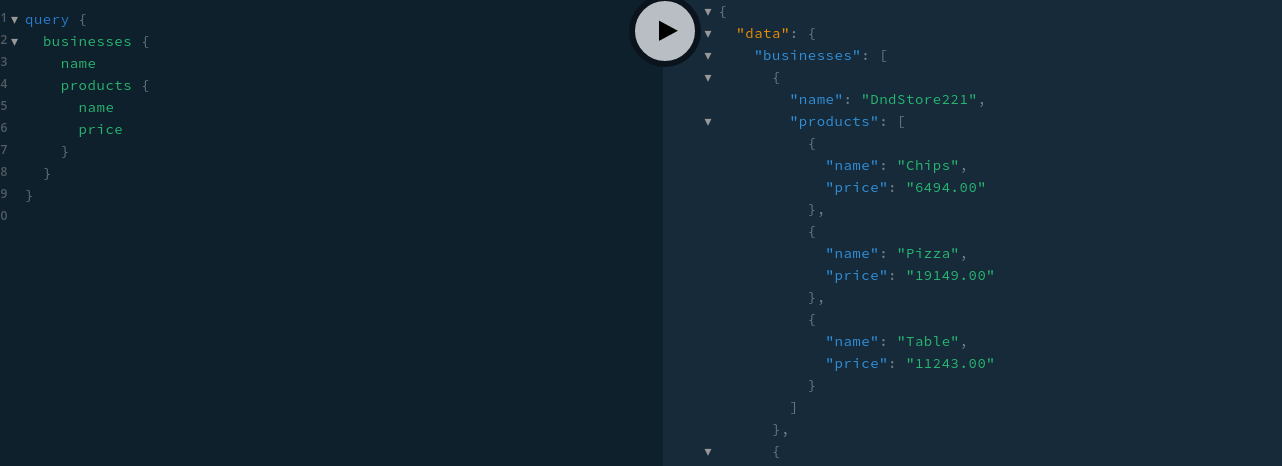 1 query {
2 businesses {
3 name
4 products {
5 name
6 price
7 }
8 }
9 }
0
{
"data": {
"businesses": [
{
"name": "DndStore221",
"products": [
{
"name": "Chips",
"price": "6494.00"
},
{
"name": "Pizza",
"price": "19149.00"
},
{
"name": "Table",
"price": "11243.00"
}
]
},
{